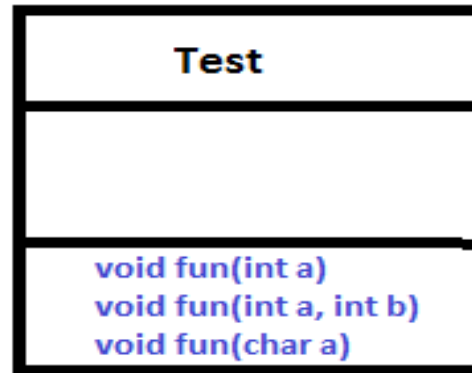 Test
void fun(int a)
void fun(int a, int b)
void fun(char a)